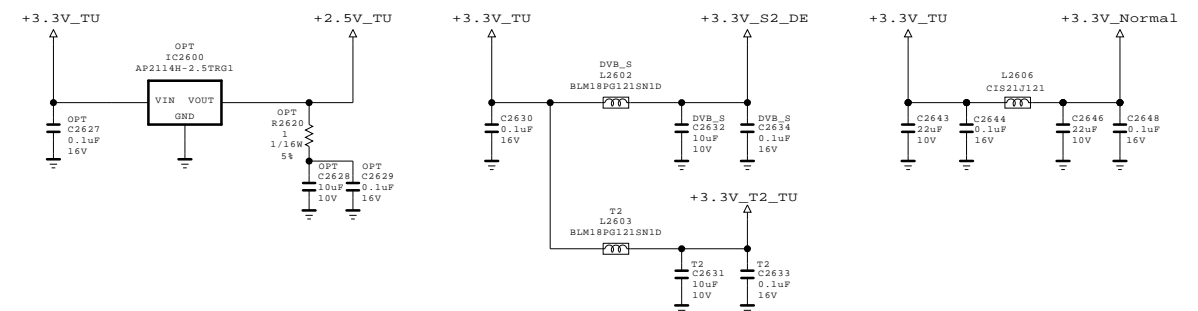 +3.3V_TU
+2.5V_TU
OPT
IC2600
AP2114H-2.5TRG1
VIN VOUT
GND
OPT
C2627
0.1uF
16V
OPT
R2620
1
1/16W
5%
OPT
C2628
10uF
10V
OPT
C2629
0.1uF
16V
+3.3V_TU
+3.3V_S2_DE
DVB_S
L2602
BLM18PG121SN1D
C2630
0.1uF
16V
DVB_S
C2632
10uF
10V
DVB_S
C2634
0.1uF
16V
+3.3V_T2_TU
T2
L2603
BLM18PG121SN1D
T2
C2631
10uF
10V
T2
C2633
0.1uF
16V
+3.3V_TU
+3.3V_Normal
L2606
CIS21J121
C2643
22uF
10V
C2644
0.1uF
16V
C2646
22uF
10V
C2648
0.1uF
16V